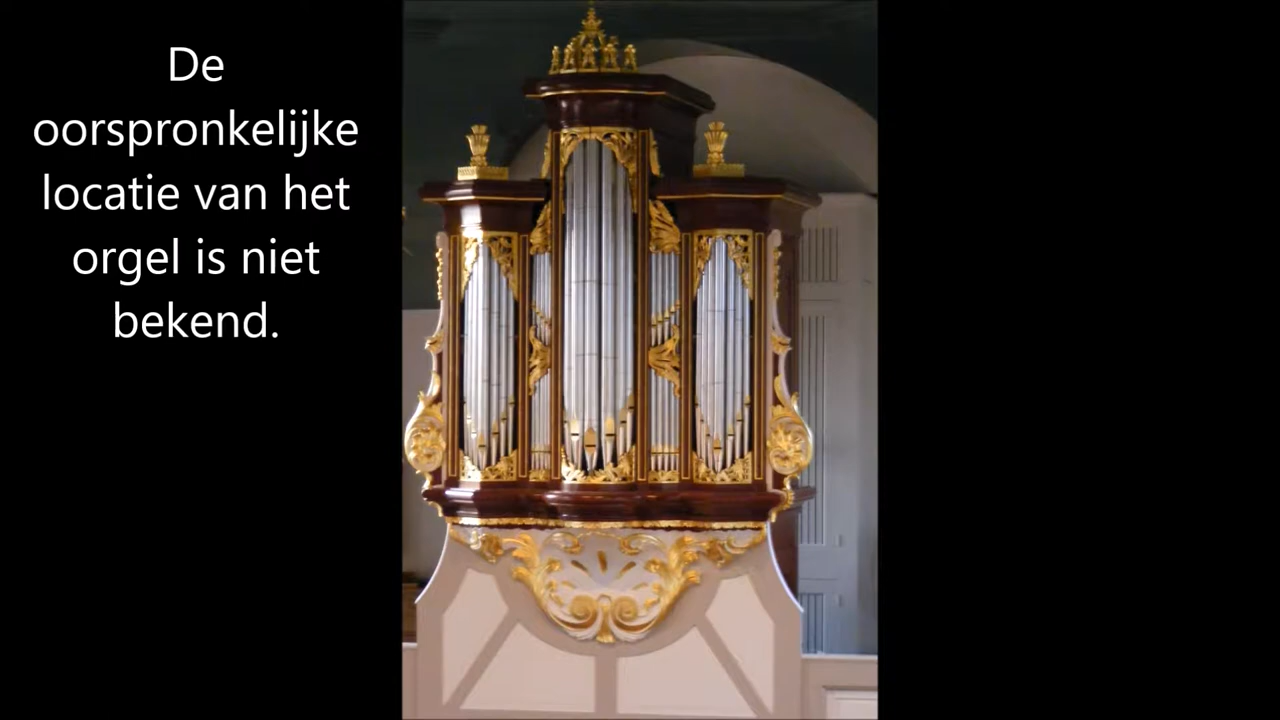 De
oorspronkelijke
locatie van het
orgel is niet
bekend.